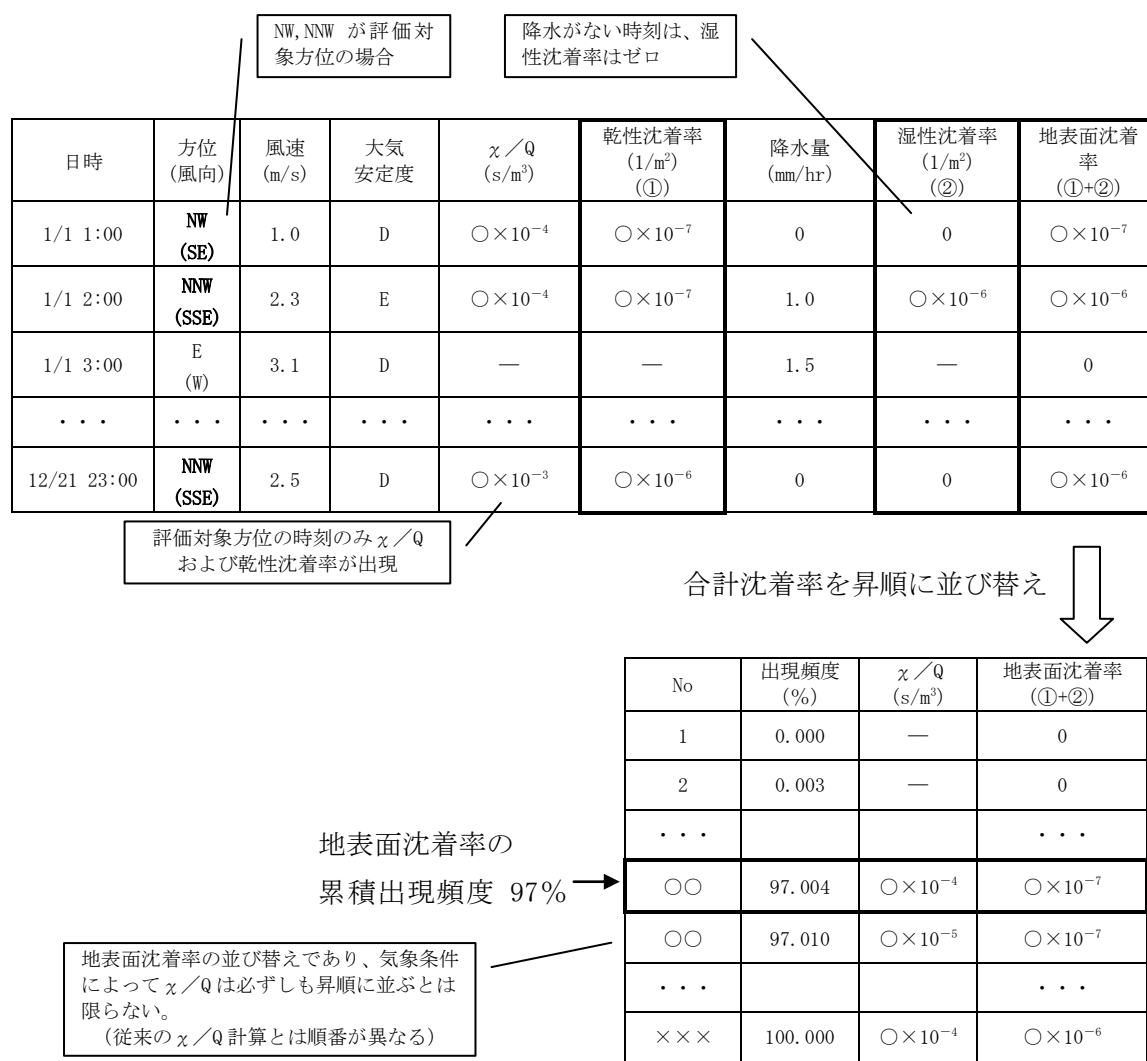 NW,NNW が評価対
象方位の場合
降水がない時刻は、湿
性沈着率はゼロ
日時 方位 (風向) 風速 (m/s) 大気 安定度 χ／Q (s/m³) 乾性沈着率 (1/m²) (①) 降水量 (mm/hr) 湿性沈着率 (1/m²) (②) 地表面沈着率 (①+②)
1/1 1:00 NW (SE) 1.0 D ○×10⁻⁴ ○×10⁻⁷ 0 0 ○×10⁻⁷
1/1 2:00 NNW (SSE) 2.3 E ○×10⁻⁴ ○×10⁻⁷ 1.0 ○×10⁻⁶ ○×10⁻⁶
1/1 3:00 E (W) 3.1 D — — 1.5 — 0
・・・ ・・・ ・・・ ・・・ ・・・ ・・・ ・・・ ・・・ ・・・
12/21 23:00 NNW (SSE) 2.5 D ○×10⁻³ ○×10⁻⁶ 0 0 ○×10⁻⁶
評価対象方位の時刻のみχ／Q
および乾性沈着率が出現
合計沈着率を昇順に並び替え
No 出現頻度 (%) χ／Q (s/m³) 地表面沈着率 (①+②)
1 0.000 — 0
2 0.003 — 0
・・・ ・・・
地表面沈着率の
累積出現頻度 97%
○○ 97.004 ○×10⁻⁴ ○×10⁻⁷
○○ 97.010 ○×10⁻⁵ ○×10⁻⁷
・・・ ・・・
××× 100.000 ○×10⁻⁴ ○×10⁻⁶
地表面沈着率の並び替えであり、気象条件
によってχ／Qは必ずしも昇順に並ぶとは
限らない。
（従来のχ／Q計算とは順番が異なる）